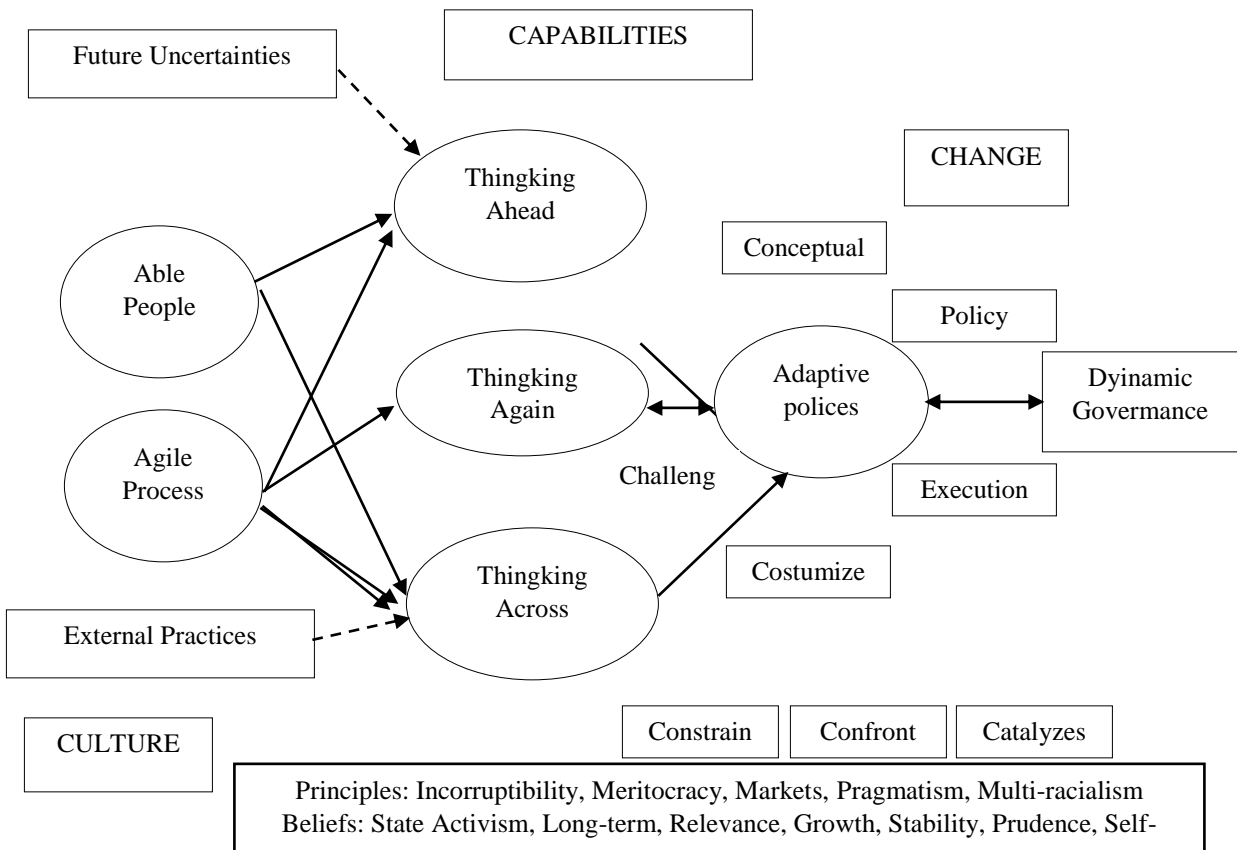 CAPABILITIES
Future Uncertainties
CHANGE
Thingking
Ahead
Conceptual
Able
People
Policy
Thingking
Again
Adaptive
polices
Dyinamic
Govermance
Agile
Process
Challeng
Execution
Thingking
Across
Costumize
External Practices
CULTURE
Constrain
Confront
Catalyzes
Principles: Incorruptibility, Meritocracy, Markets, Pragmatism, Multi-racialism
Beliefs: State Activism, Long-term, Relevance, Growth, Stability, Prudence, Self-